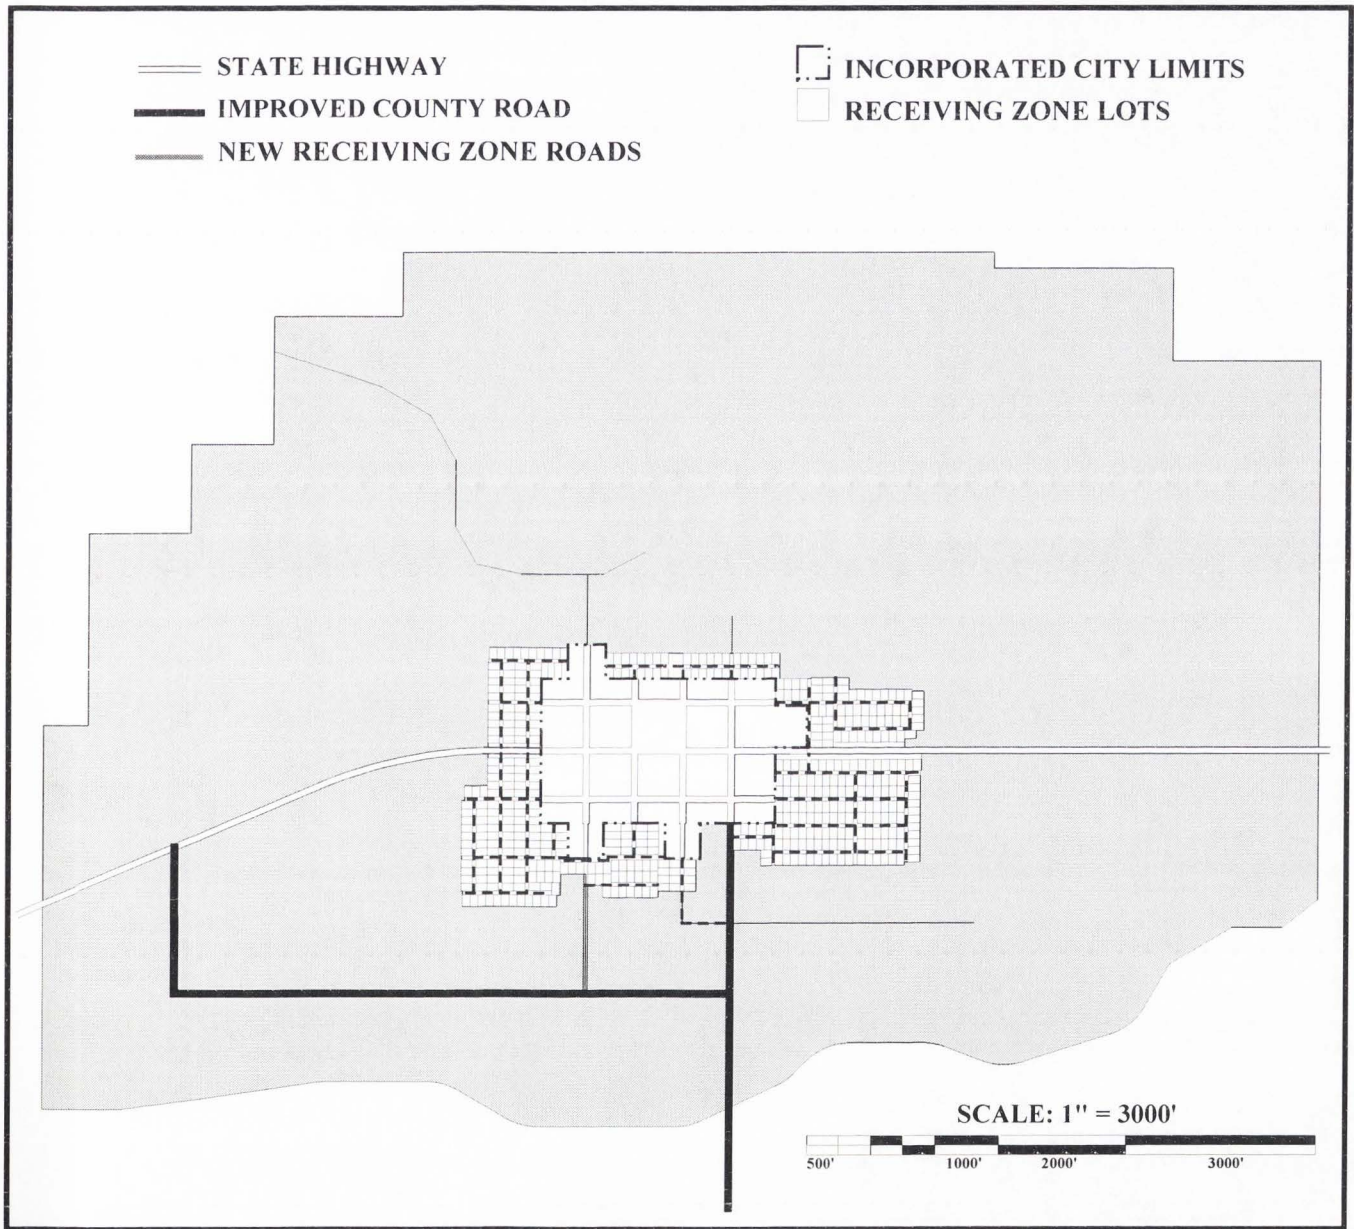 STATE HIGHWAY
IMPROVED COUNTY ROAD
NEW RECEIVING ZONE ROADS
INCORPORATED CITY LIMITS
RECEIVING ZONE LOTS
SCALE: 1" = 3000'
500' 1000' 2000' 3000'